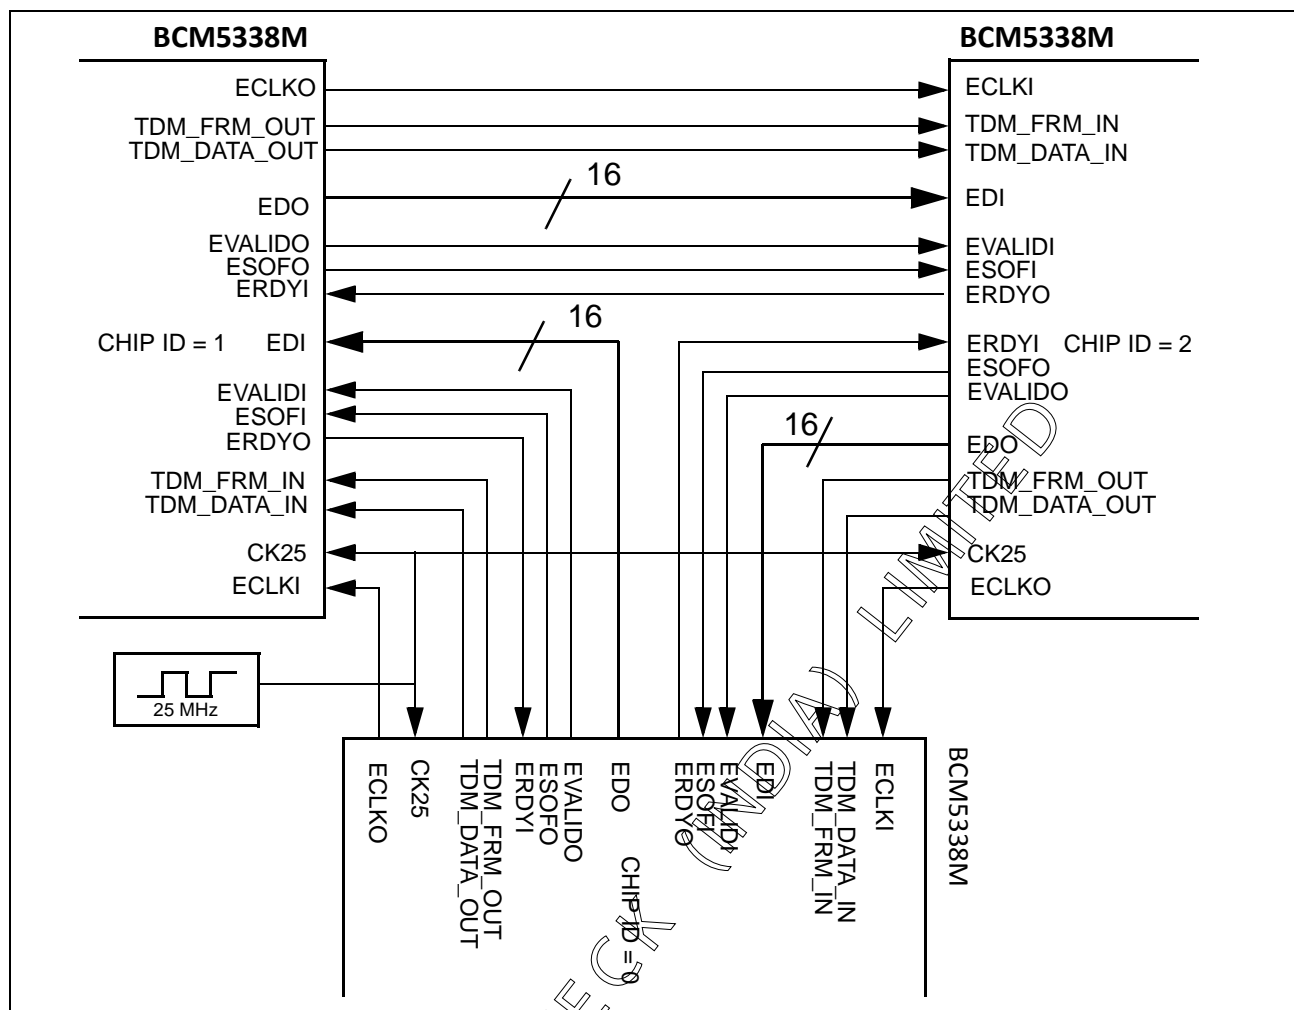 BCM5338M
ECLKO
TDM_FRM_OUT
TDM_DATA_OUT
16
EDO
EVALIDO
ESOFO
ERDYI
16
CHIP ID = 1 EDI
EVALIDI
ESOFI
ERDYO
TDM_FRM_IN
TDM_DATA_IN
CK25
ECLKI
25 MHz
BCM5338M
ECLKI
TDM_FRM_IN
TDM_DATA_IN
EDI
EVALIDI
ESOFI
ERDYO
ERDYI CHIP ID = 2
ESOFO
EVALIDO
16
EDO
TDM_FRM_OUT
TDM_DATA_OUT
CK25
ECLKO
ECLKO
CK25
TDM_DATA_OUT
TDM_FRM_OUT
ERDYI
ESOFO
EVALIDO
EDO
CHIP ID = 0
ERDYO
ESOFI
EVALIDI
EDI
TDM_FRM_IN
TDM_DATA_IN
ECLKI
BCM5338M
ECK (INDIA) LIMITED